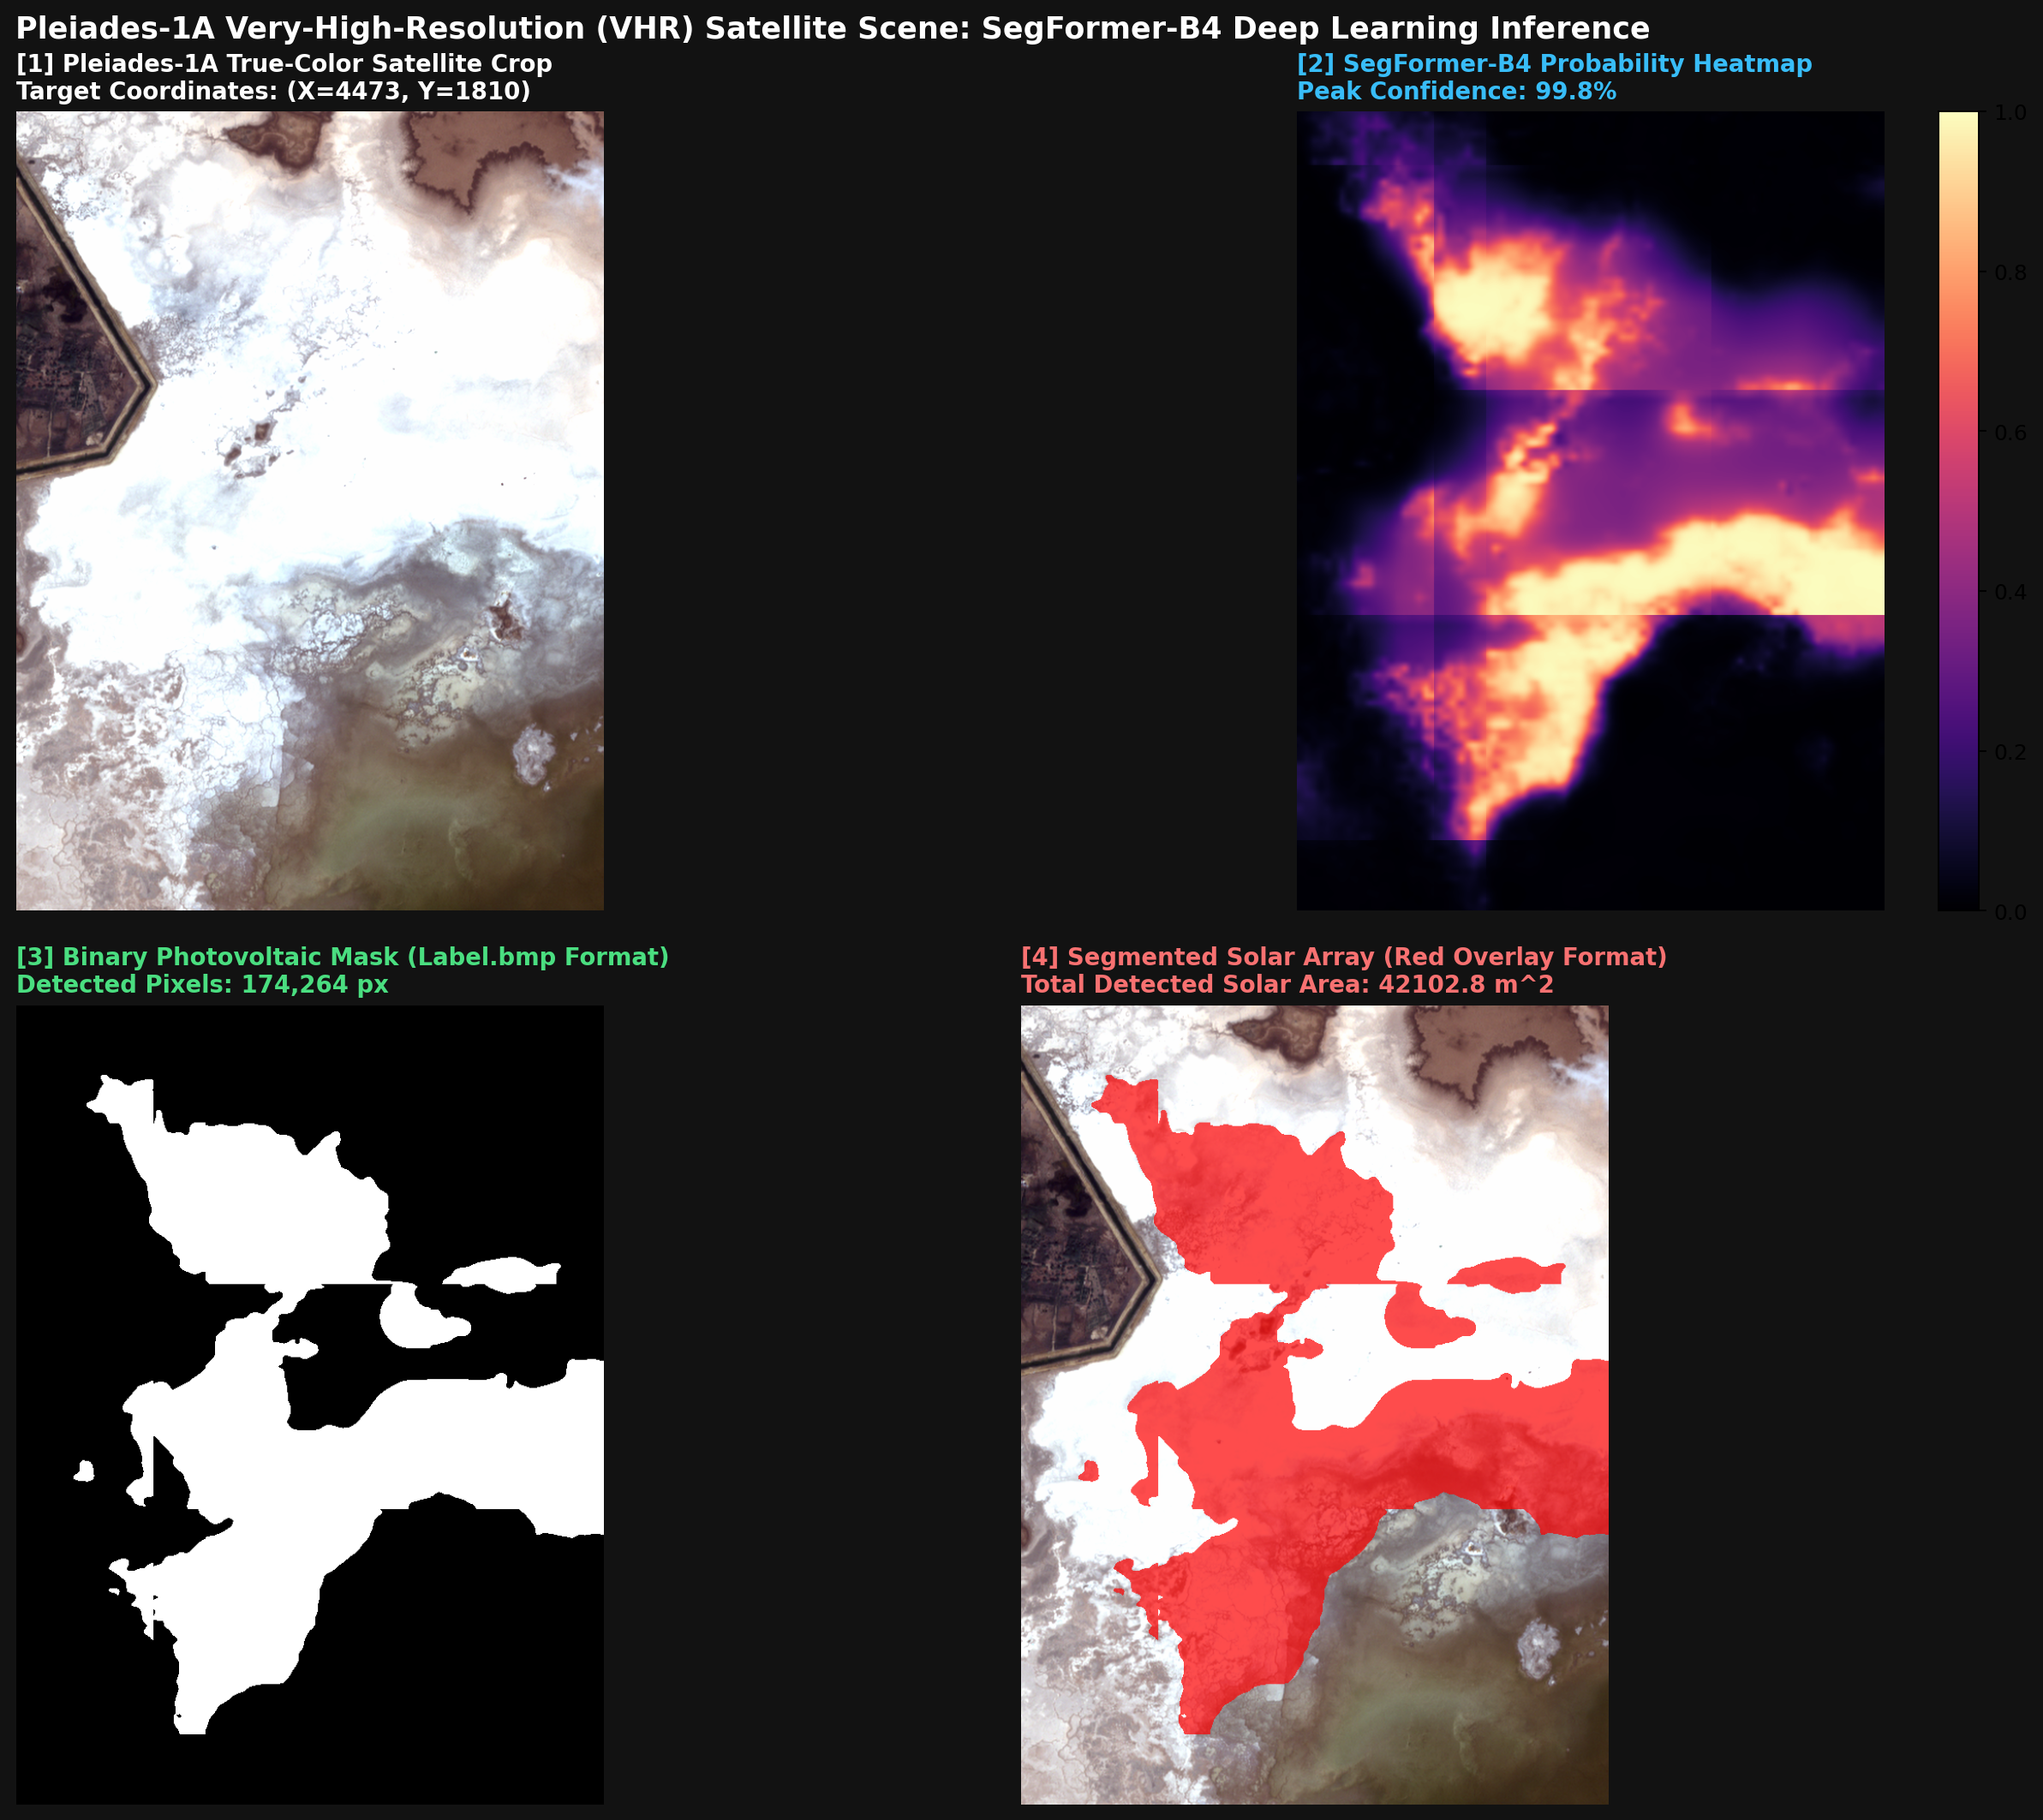 Pleiades-1A Very-High-Resolution (VHR) Satellite Scene: SegFormer-B4 Deep Learning Inference
[1] Pleiades-1A True-Color Satellite Crop
Target Coordinates: (X=4473, Y=1810)
[2] SegFormer-B4 Probability Heatmap
Peak Confidence: 99.8%
1.0
0.8
0.6
0.4
0.2
0.0
[3] Binary Photovoltaic Mask (Label.bmp Format)
Detected Pixels: 174,264 px
[4] Segmented Solar Array (Red Overlay Format)
Total Detected Solar Area: 42102.8 m^2